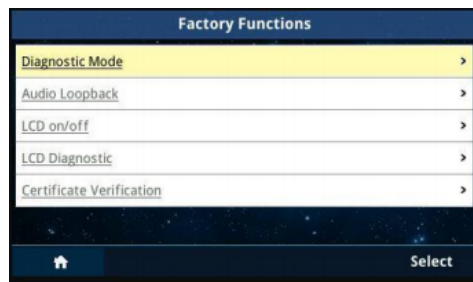 Factory Functions
Diagnostic Mode
Audio Loopback
LCD on/off
LCD Diagnostic
Certificate Verification
Select